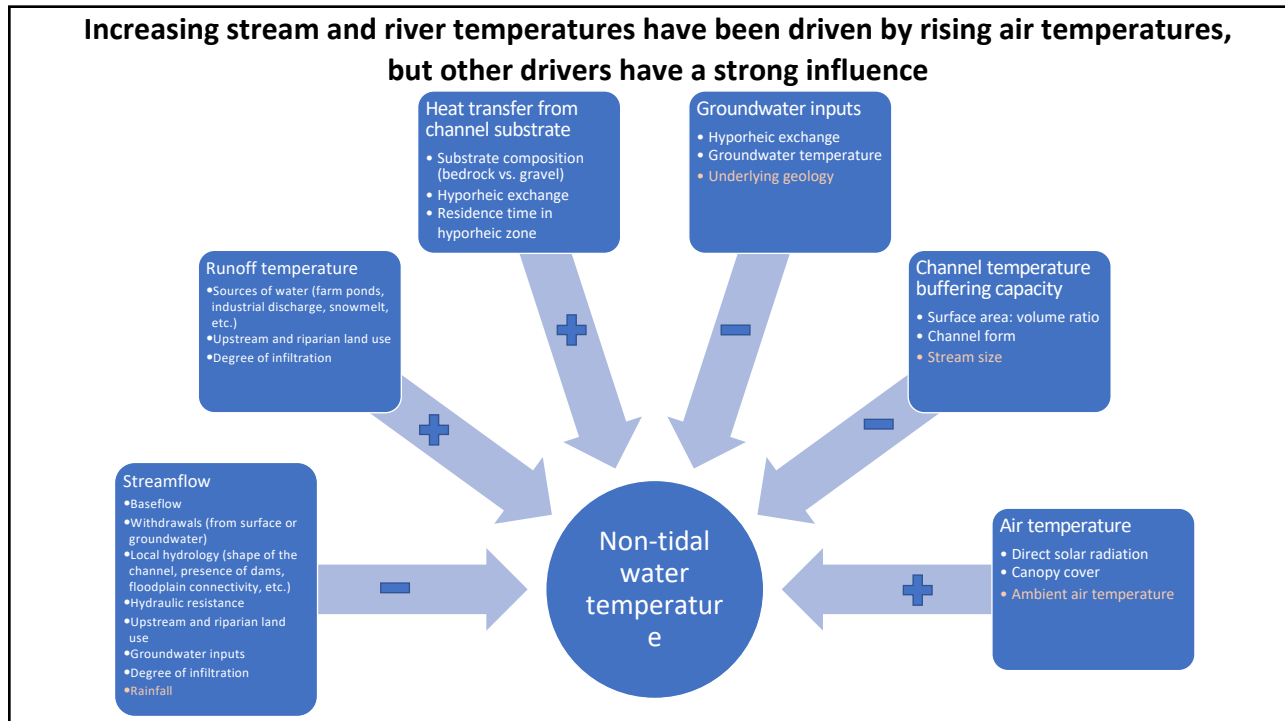 Increasing stream and river temperatures have been driven by rising air temperatures,
but other drivers have a strong influence
Heat transfer from
channel substrate
• Substrate composition
(bedrock vs. gravel)
• Hyporheic exchange
• Residence time in
hyporheic zone
Groundwater inputs
• Hyporheic exchange
• Groundwater temperature
• Underlying geology
Runoff temperature
•Sources of water (farm ponds,
industrial discharge, snowmelt,
etc.)
•Upstream and riparian land use
•Degree of infiltration
Channel temperature
buffering capacity
• Surface area: volume ratio
• Channel form
• Stream size
Streamflow
•Baseflow
•Withdrawals (from surface or
groundwater)
•Local hydrology (shape of the
channel, presence of dams,
floodplain connectivity, etc.)
•Hydraulic resistance
•Upstream and riparian land
use
•Groundwater inputs
•Degree of infiltration
•Rainfall
Air temperature
• Direct solar radiation
• Canopy cover
• Ambient air temperature
Non-tidal
water
temperatur
e